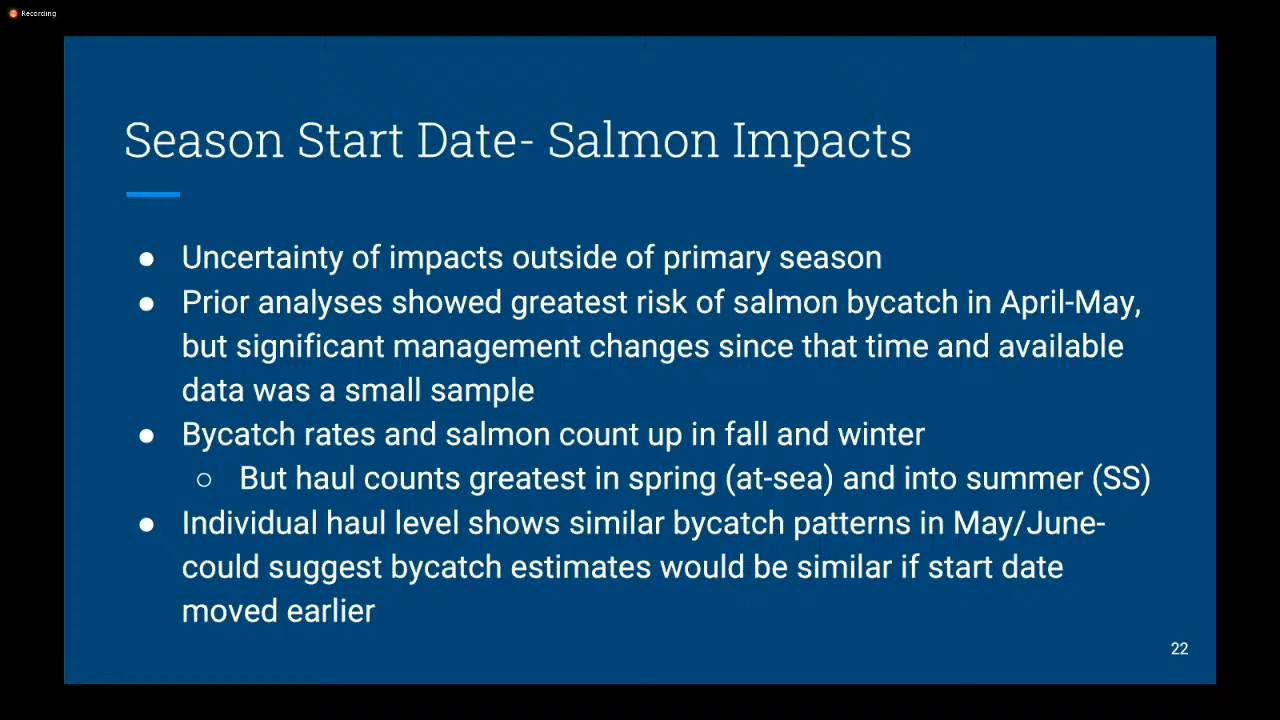 Recording
Season Start Date- Salmon Impacts
● Uncertainty of impacts outside of primary season
● Prior analyses showed greatest risk of salmon bycatch in April-May,
but significant management changes since that time and available
data was a small sample
● Bycatch rates and salmon count up in fall and winter
○ But haul counts greatest in spring (at-sea) and into summer (SS)
● Individual haul level shows similar bycatch patterns in May/June-
could suggest bycatch estimates would be similar if start date
moved earlier
22